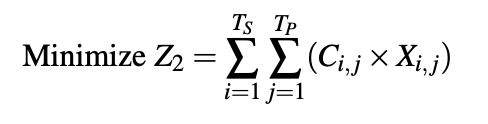 Minimize Z₂ = ∑_{i=1}^{T_S} ∑_{j=1}^{T_P} (C_{i,j} × X_{i,j})